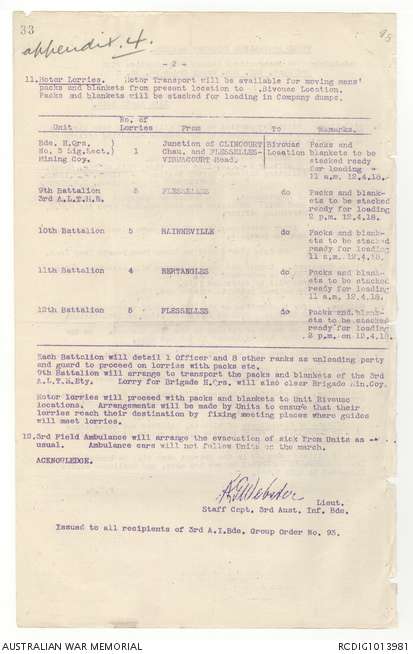 33
appendix. 4.
- 2 -
11. Motor Lorries. Motor Transport will be available for moving mens'
packs and blankets from present location to .Bivouac Location.
Packs and blankets will be stacked for loading in Company dumps.
Unit No. of Lorries From To Remarks.
Bde. H.Qrs. ) 1 Junction of CLINCOURT Bivouac Packs and
No. 3 Sig.Sect.) Chau. and FLESSELLES- Location blankets to be
Mining Coy. VIGNACOURT Road. stacked ready
for loading
11 a.m. 12.4.18.
9th Battalion 5 FLESSELLES do Packs and blank-
3rd A.L.T.M.B. ets to be stacked
ready for loading
2 p.m. 12.4.18.
10th Battalion 5 RAINNEVILLE do Packs and blank-
ets to be stacked
ready for loading
11 a.m. 12.4.18.
11th Battalion 4 BERTANGLES do Packs and blank-
ets to be stacked
ready for loading
11 a.m. 12.4.18.
12th Battalion 5 FLESSELLES do Packs and blank-
ets to be stacked
ready for loading
2 p.m. on 12.4.18.
Each Battalion will detail 1 Officer and 8 other ranks as unloading party
and guard to proceed on lorries with packs etc.
9th Battalion will arrange to transport the packs and blankets of the 3rd
A.L.T.M.Bty. Lorry for Brigade H.Qrs. will also clear Brigade Min.Coy.
Motor lorries will proceed with packs and blankets to Unit Bivouac
locations. Arrangements will be made by Units to ensure that their
lorries reach their destination by fixing meeting places where guides
will meet lorries.
12. 3rd Field Ambulance will arrange the evacuation of sick from Units as
usual. Ambulance cars will not follow Units on the march.
ACKNOWLEDGE.
Lieut.
Staff Capt. 3rd Aust. Inf. Bde.
Issued to all recipients of 3rd A.I.Bde. Group Order No. 93.
AUSTRALIAN WAR MEMORIAL RCDIG1013981